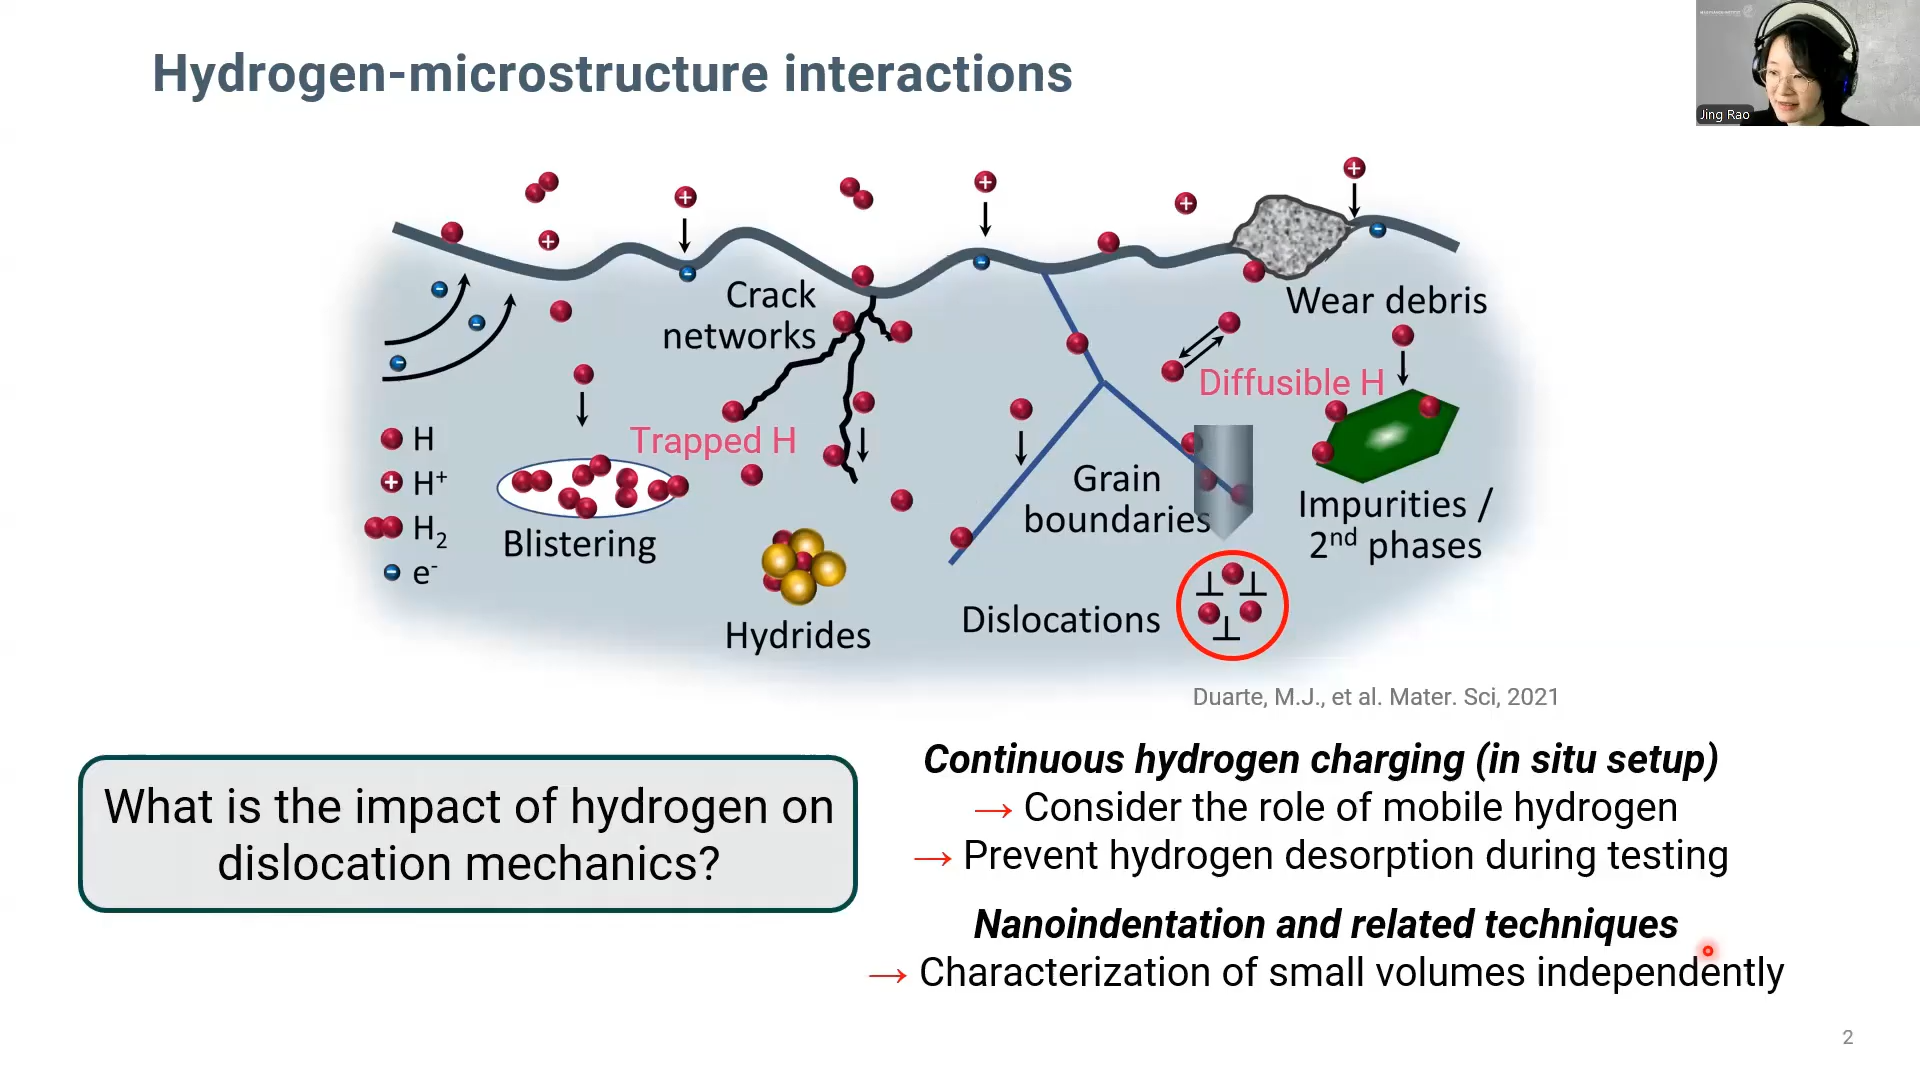 Hydrogen-microstructure interactions
Jing Rao
Crack
networks
Wear debris
Diffusible H
Trapped H
H
H⁺
H₂
e⁻
Blistering
Grain
boundaries
Impurities /
2ⁿᵈ phases
Hydrides
Dislocations
Duarte, M.J., et al. Mater. Sci, 2021
What is the impact of hydrogen on
dislocation mechanics?
Continuous hydrogen charging (in situ setup)
→ Consider the role of mobile hydrogen
→ Prevent hydrogen desorption during testing
Nanoindentation and related techniques
→ Characterization of small volumes independently
2